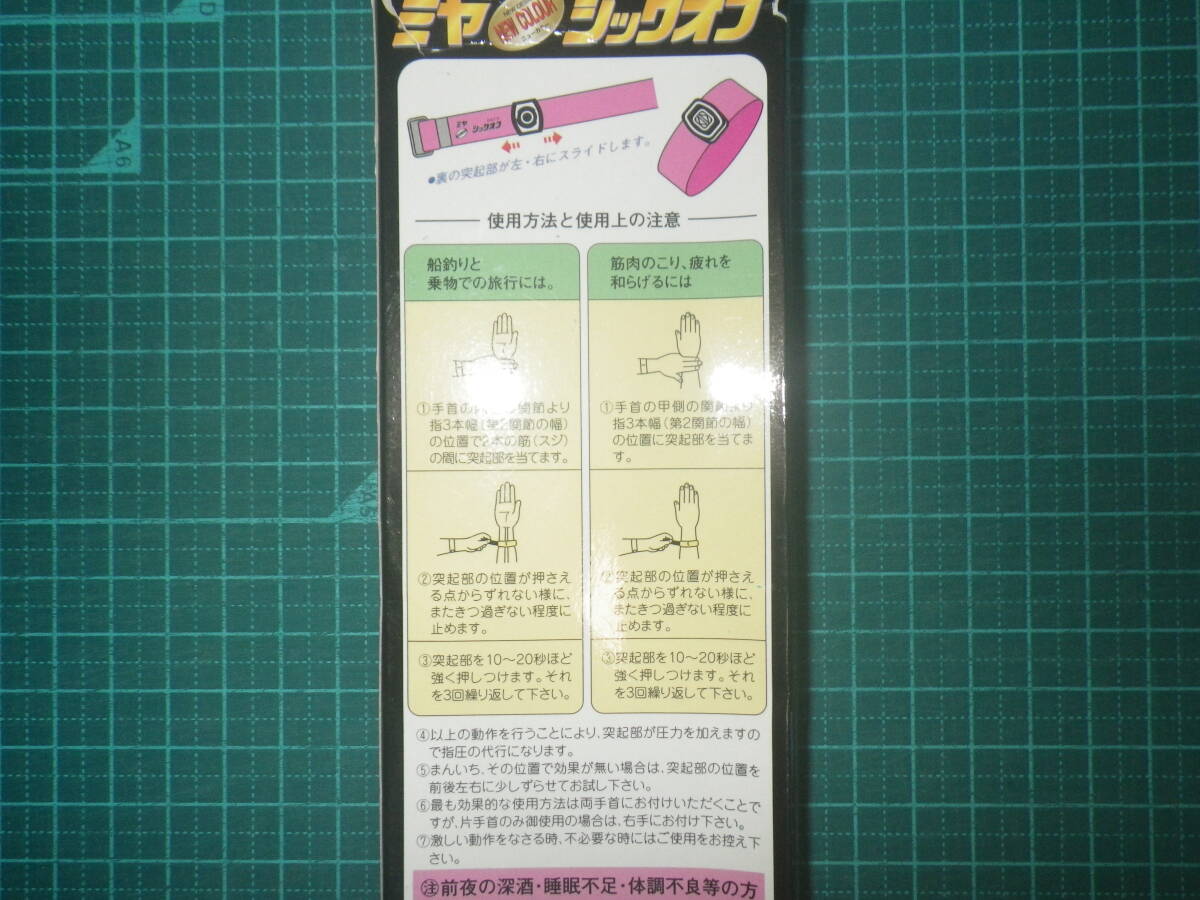 ミヤ NEW COLOUR シックオフ
ミヤ シックオフ
●裏の突起部が左・右にスライドします。
使用方法と使用上の注意
船釣りと
乗物での旅行には。
①手首の関節より
指3本幅(第2関節の幅)
の位置で2本の筋(スジ)
の間に突起部を当てます。
②突起部の位置が押さえ
る点からずれない様に、
またきつ過ぎない程度に
止めます。
③突起部を10～20秒ほど
強く押しつけます。それ
を3回繰り返して下さい。
筋肉のこり、疲れを
和らげるには
①手首の甲側の関節より
指3本幅(第2関節の幅)
の位置に突起部を当てま
す。
②突起部の位置が押さえ
る点からずれない様に、
またきつ過ぎない程度に
止めます。
③突起部を10～20秒ほど
強く押しつけます。それ
を3回繰り返して下さい。
④以上の動作を行うことにより、突起部が圧力を加えますの
で指圧の代行になります。
⑤まんいち、その位置で効果が無い場合は、突起部の位置を
前後左右に少しずらせてお試し下さい。
⑥最も効果的な使用方法は両手首にお付けいただくことで
すが、片手首のみ御使用の場合は、右手にお付け下さい。
⑦激しい動作をなさる時、不必要な時にはご使用をお控え下
さい。
㊟前夜の深酒・睡眠不足・体調不良等の方
A6
A5